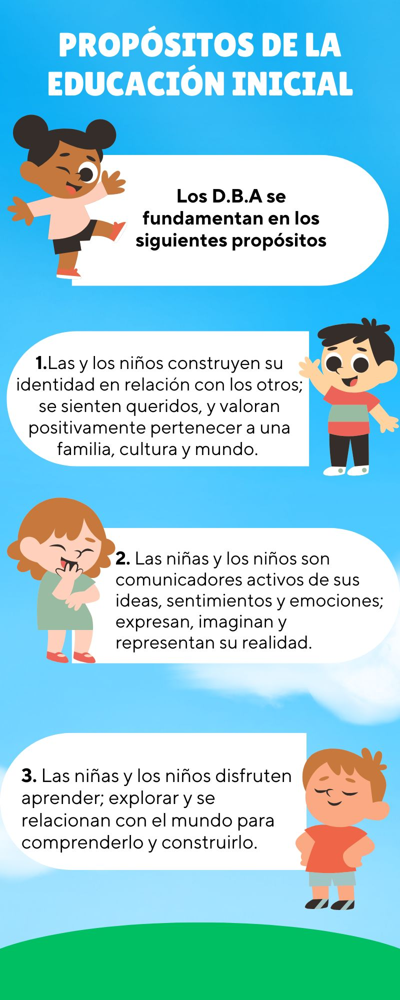 PROPÓSITOS DE LA
EDUCACIÓN INICIAL
Los D.B.A se
fundamentan en los
siguientes propósitos
1.Las y los niños construyen su
identidad en relación con los otros;
se sienten queridos, y valoran
positivamente pertenecer a una
familia, cultura y mundo.
2. Las niñas y los niños son
comunicadores activos de sus
ideas, sentimientos y emociones;
expresan, imaginan y
representan su realidad.
3. Las niñas y los niños disfruten
aprender; explorar y se
relacionan con el mundo para
comprenderlo y construirlo.